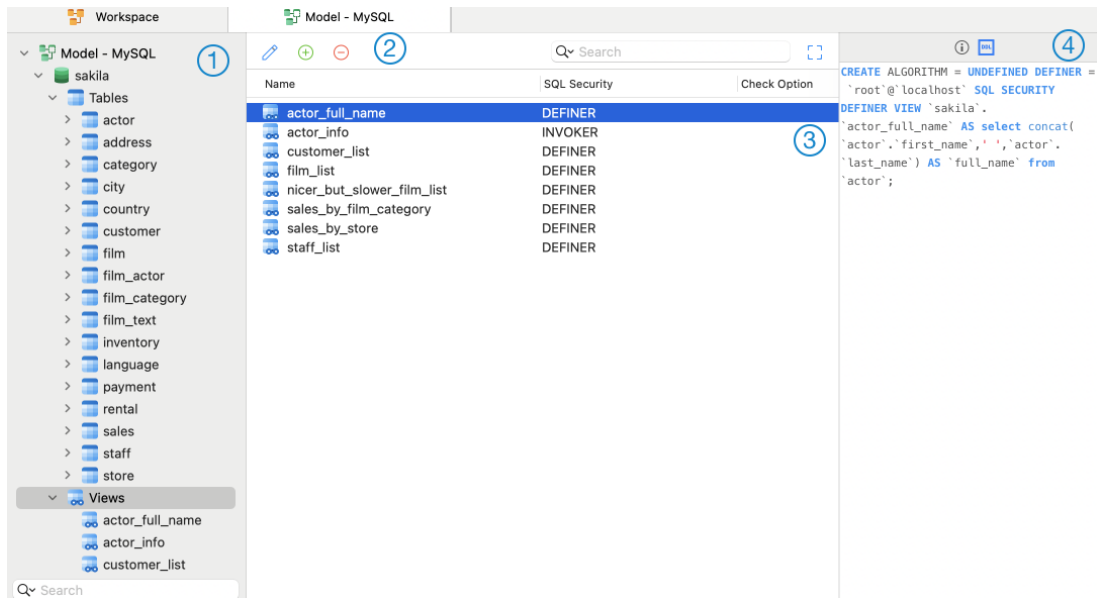 Workspace
Model - MySQL
Model - MySQL
1
sakila
Tables
actor
address
category
city
country
customer
film
film_actor
film_category
film_text
inventory
language
payment
rental
sales
staff
store
Views
actor_full_name
actor_info
customer_list
Search
2
Search
Name SQL Security Check Option
actor_full_name DEFINER
actor_info INVOKER
customer_list DEFINER
film_list DEFINER
nicer_but_slower_film_list DEFINER
sales_by_film_category DEFINER
sales_by_store DEFINER
staff_list DEFINER
3
DDL
4
CREATE ALGORITHM = UNDEFINED DEFINER =
`root`@`localhost` SQL SECURITY
DEFINER VIEW `sakila`.
`actor_full_name` AS select concat(
`actor`.`first_name`,' ',`actor`.
`last_name`) AS `full_name` from
`actor`;